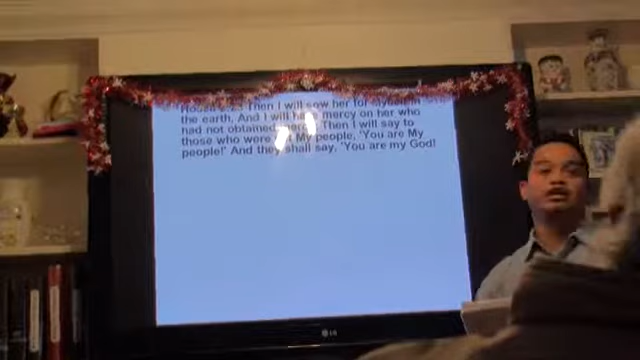 Then I will sow her for Myself in
the earth, And I will have mercy on her who
had not obtained mercy; Then I will say to
those who were not My people, 'You are My
people!' And they shall say, 'You are my God!
LG